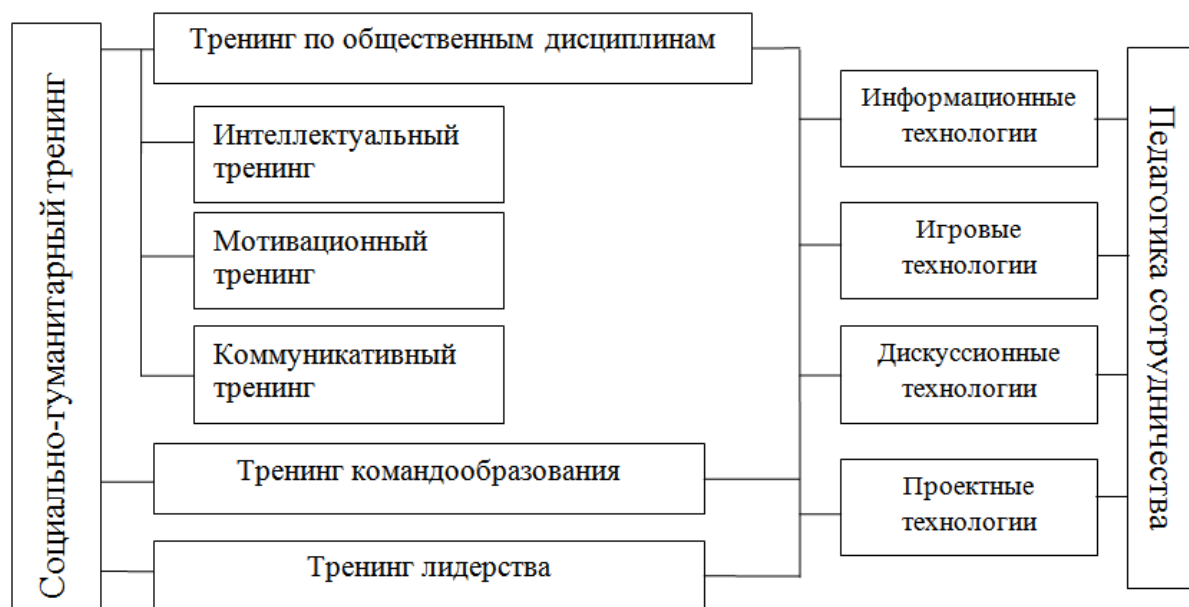 Социально-гуманитарный тренинг
Тренинг по общественным дисциплинам
Интеллектуальный
тренинг
Мотивационный
тренинг
Коммуникативный
тренинг
Тренинг командообразования
Тренинг лидерства
Информационные
технологии
Игровые
технологии
Дискуссионные
технологии
Проектные
технологии
Педагогика сотрудничества